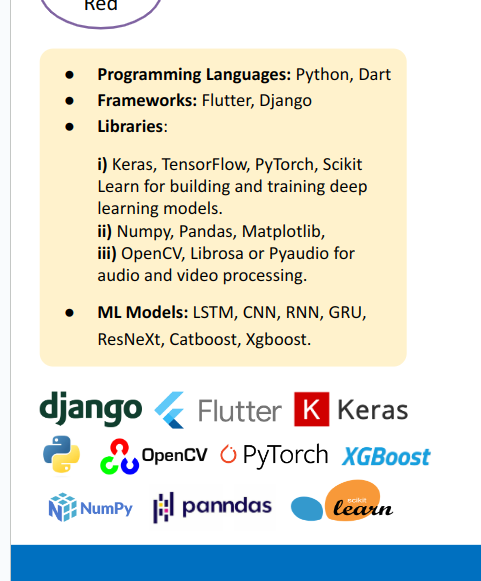 Red
● Programming Languages: Python, Dart
● Frameworks: Flutter, Django
● Libraries:
i) Keras, TensorFlow, PyTorch, Scikit
Learn for building and training deep
learning models.
ii) Numpy, Pandas, Matplotlib,
iii) OpenCV, Librosa or Pyaudio for
audio and video processing.
● ML Models: LSTM, CNN, RNN, GRU,
ResNeXt, Catboost, Xgboost.
django Flutter K Keras
OpenCV PyTorch XGBoost
NumPy panndas scikit learn